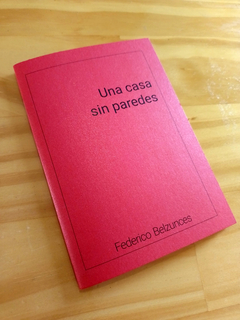 Una casa
sin paredes
Federico Belzunces